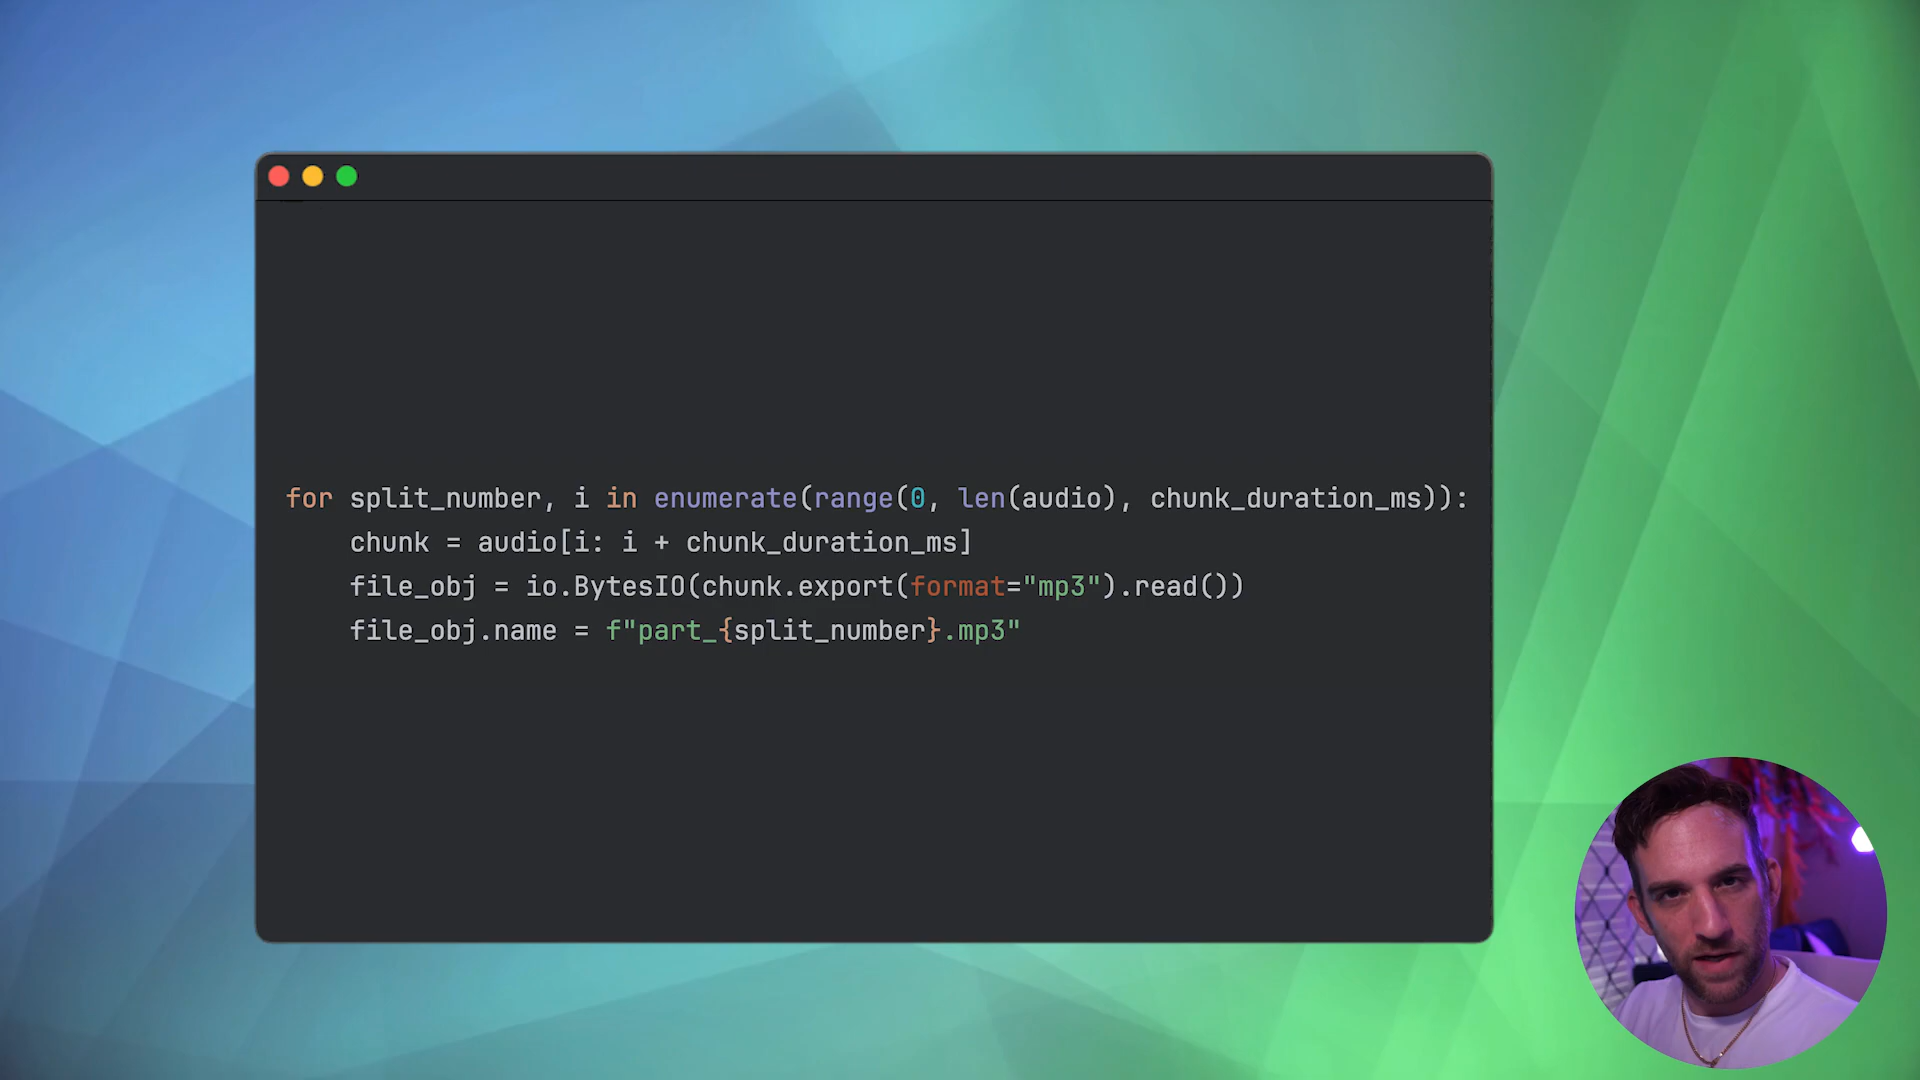 for split_number, i in enumerate(range(0, len(audio), chunk_duration_ms)):
    chunk = audio[i: i + chunk_duration_ms]
    file_obj = io.BytesIO(chunk.export(format="mp3").read())
    file_obj.name = f"part_{split_number}.mp3"